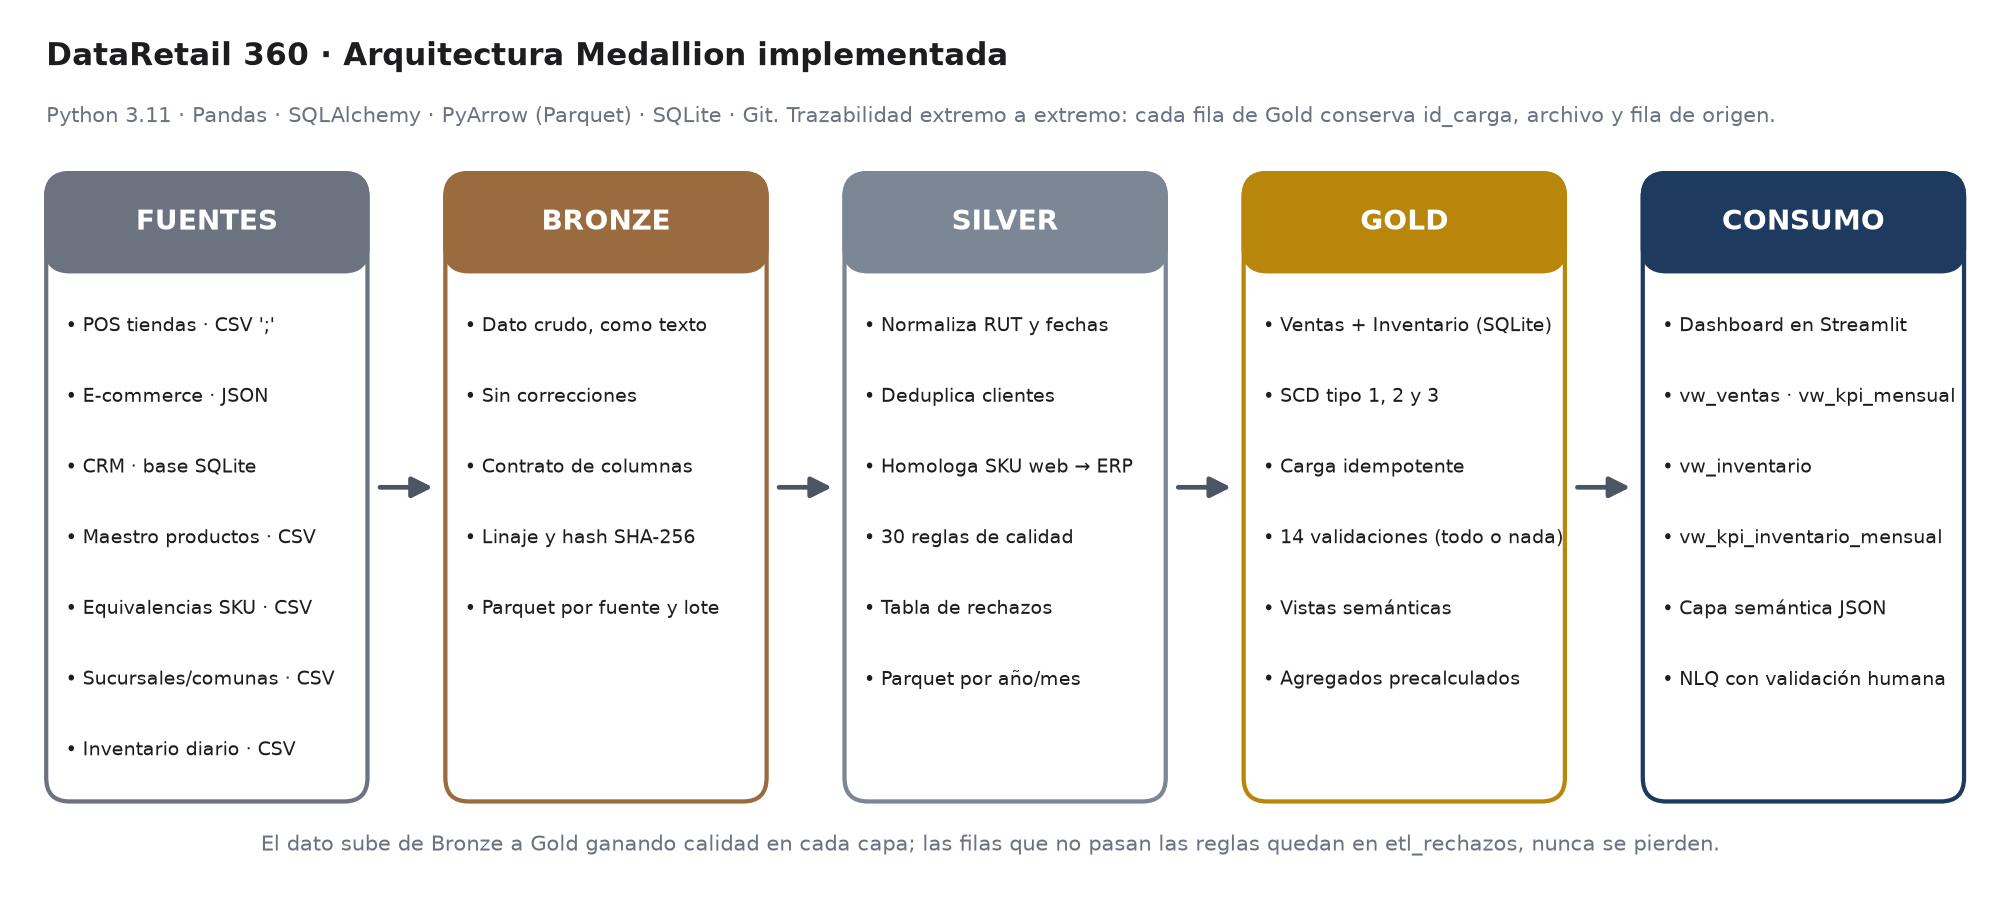 DataRetail 360 · Arquitectura Medallion implementada
Python 3.11 · Pandas · SQLAlchemy · PyArrow (Parquet) · SQLite · Git. Trazabilidad extremo a extremo: cada fila de Gold conserva id_carga, archivo y fila de origen.
FUENTES
• POS tiendas · CSV ';'
• E-commerce · JSON
• CRM · base SQLite
• Maestro productos · CSV
• Equivalencias SKU · CSV
• Sucursales/comunas · CSV
• Inventario diario · CSV
BRONZE
• Dato crudo, como texto
• Sin correcciones
• Contrato de columnas
• Linaje y hash SHA-256
• Parquet por fuente y lote
SILVER
• Normaliza RUT y fechas
• Deduplica clientes
• Homologa SKU web → ERP
• 30 reglas de calidad
• Tabla de rechazos
• Parquet por año/mes
GOLD
• Ventas + Inventario (SQLite)
• SCD tipo 1, 2 y 3
• Carga idempotente
• 14 validaciones (todo o nada)
• Vistas semánticas
• Agregados precalculados
CONSUMO
• Dashboard en Streamlit
• vw_ventas · vw_kpi_mensual
• vw_inventario
• vw_kpi_inventario_mensual
• Capa semántica JSON
• NLQ con validación humana
El dato sube de Bronze a Gold ganando calidad en cada capa; las filas que no pasan las reglas quedan en etl_rechazos, nunca se pierden.